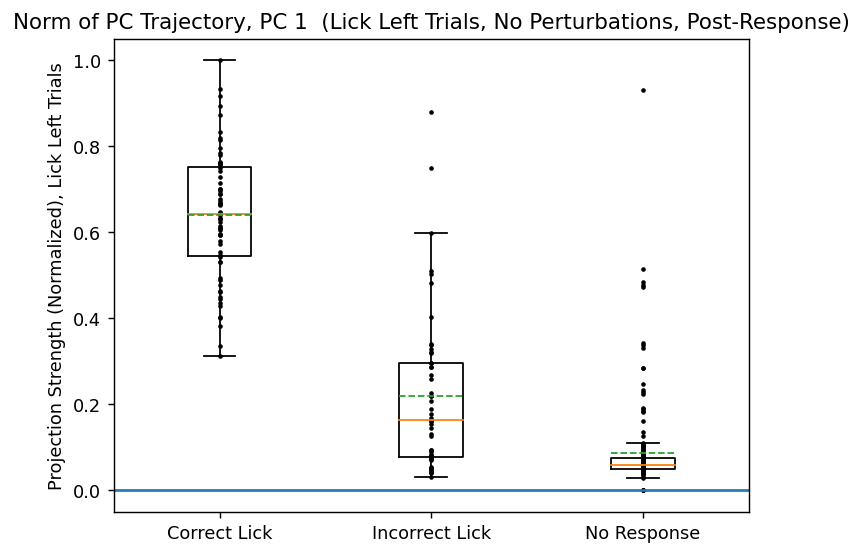 Norm of PC Trajectory, PC 1  (Lick Left Trials, No Perturbations, Post-Response)
Projection Strength (Normalized), Lick Left Trials
1.0
0.8
0.6
0.4
0.2
0.0
Correct Lick
Incorrect Lick
No Response